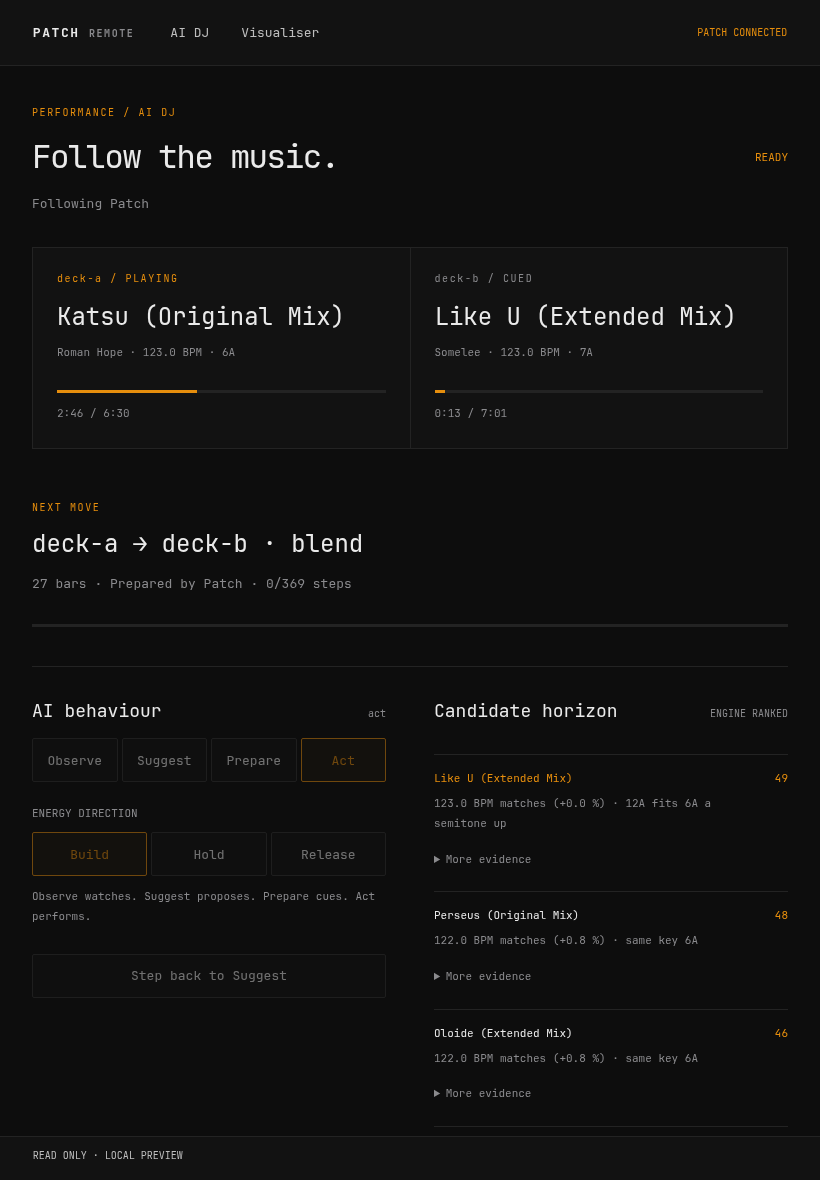 PATCH REMOTE AI DJ Visualiser PATCH CONNECTED
PERFORMANCE / AI DJ
Follow the music.
READY
Following Patch
deck-a / PLAYING
Katsu (Original Mix)
Roman Hope · 123.0 BPM · 6A
2:46 / 6:30
deck-b / CUED
Like U (Extended Mix)
Somelee · 123.0 BPM · 7A
0:13 / 7:01
NEXT MOVE
deck-a → deck-b · blend
27 bars · Prepared by Patch · 0/369 steps
AI behaviour
act
Observe Suggest Prepare Act
ENERGY DIRECTION
Build Hold Release
Observe watches. Suggest proposes. Prepare cues. Act
performs.
Step back to Suggest
Candidate horizon
ENGINE RANKED
Like U (Extended Mix) 49
123.0 BPM matches (+0.0 %) · 12A fits 6A a
semitone up
▶ More evidence
Perseus (Original Mix) 48
122.0 BPM matches (+0.8 %) · same key 6A
▶ More evidence
Oloide (Extended Mix) 46
122.0 BPM matches (+0.8 %) · same key 6A
▶ More evidence
READ ONLY · LOCAL PREVIEW